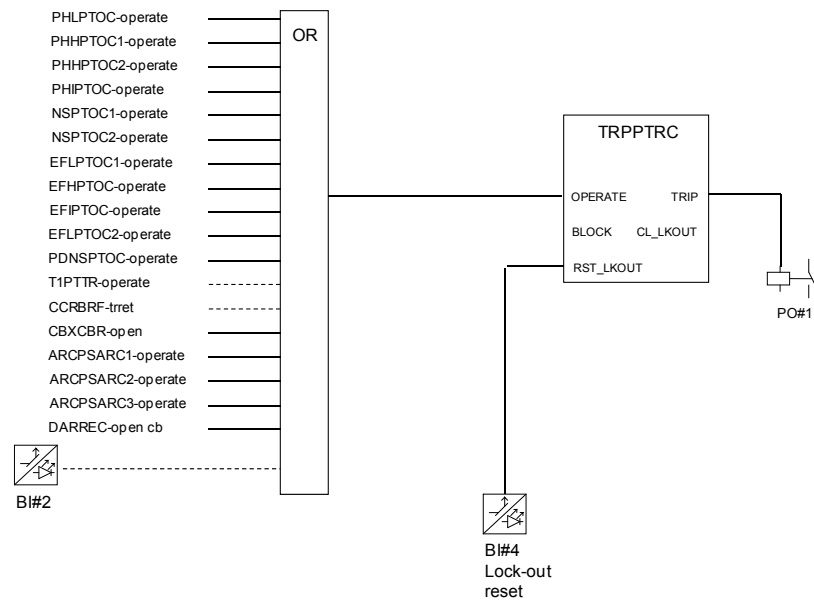 PHLPTOC-operate
PHHPTOC1-operate
PHHPTOC2-operate
PHIPTOC-operate
NSPTOC1-operate
NSPTOC2-operate
EFLPTOC1-operate
EFHPTOC-operate
EFIPTOC-operate
EFLPTOC2-operate
PDNSPTOC-operate
T1PTTR-operate
CCRBRF-trret
CBXCBR-open
ARCPSARC1-operate
ARCPSARC2-operate
ARCPSARC3-operate
DARREC-open cb
BI#2
OR
TRPPTRC
OPERATE TRIP
BLOCK CL_LKOUT
RST_LKOUT
PO#1
BI#4
Lock-out
reset